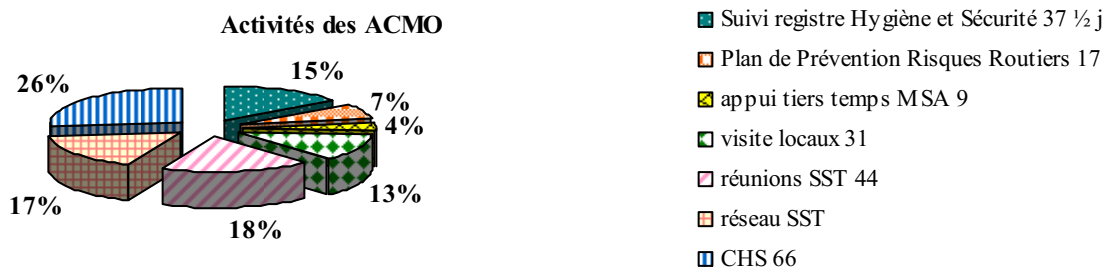 Activités des ACMO
26%
15%
7%
4%
13%
18%
17%
Suivi registre Hygiène et Sécurité 37 ½ j
Plan de Prévention Risques Routiers 17
appui tiers temps MSA 9
visite locaux 31
réunions SST 44
réseau SST
CHS 66